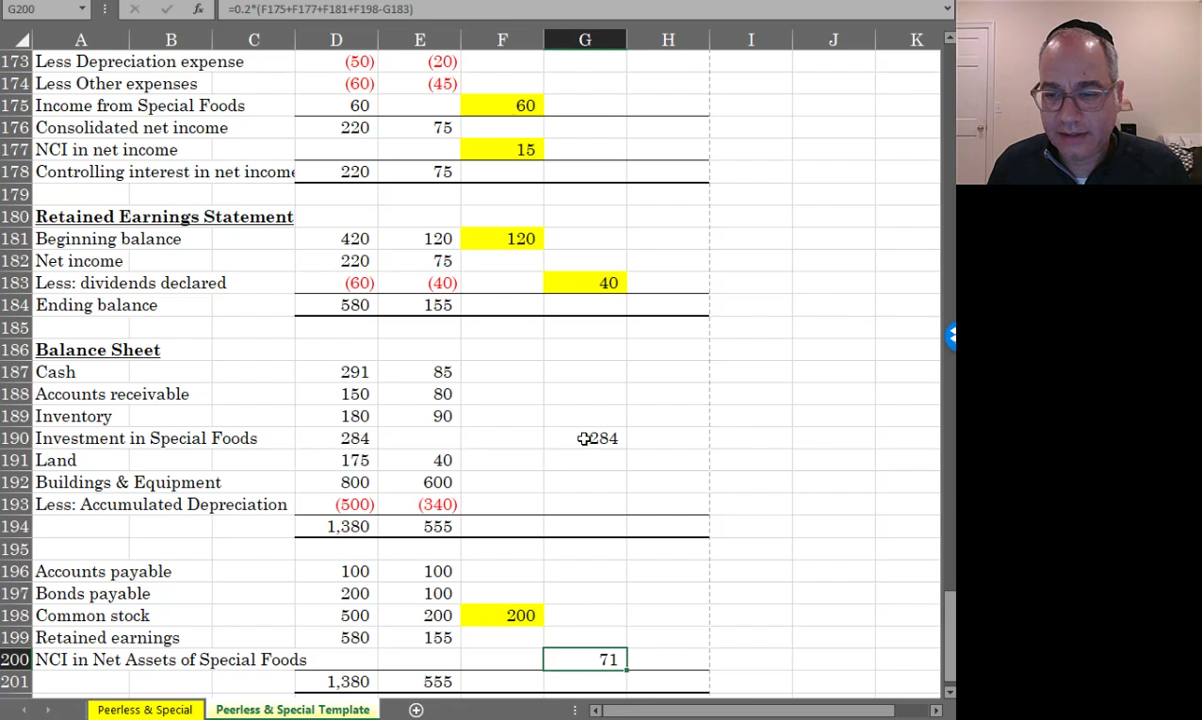 G200 fx =0.2*(F175+F177+F181+F198-G183)
A B C D E F G H I J K
173 Less Depreciation expense (50) (20)
174 Less Other expenses (60) (45)
175 Income from Special Foods 60 60
176 Consolidated net income 220 75
177 NCI in net income 15
178 Controlling interest in net income 220 75
179
180 Retained Earnings Statement
181 Beginning balance 420 120 120
182 Net income 220 75
183 Less: dividends declared (60) (40) 40
184 Ending balance 580 155
185
186 Balance Sheet
187 Cash 291 85
188 Accounts receivable 150 80
189 Inventory 180 90
190 Investment in Special Foods 284 284
191 Land 175 40
192 Buildings & Equipment 800 600
193 Less: Accumulated Depreciation (500) (340)
194 1,380 555
195
196 Accounts payable 100 100
197 Bonds payable 200 100
198 Common stock 500 200 200
199 Retained earnings 580 155
200 NCI in Net Assets of Special Foods 71
201 1,380 555
Peerless & Special Peerless & Special Template